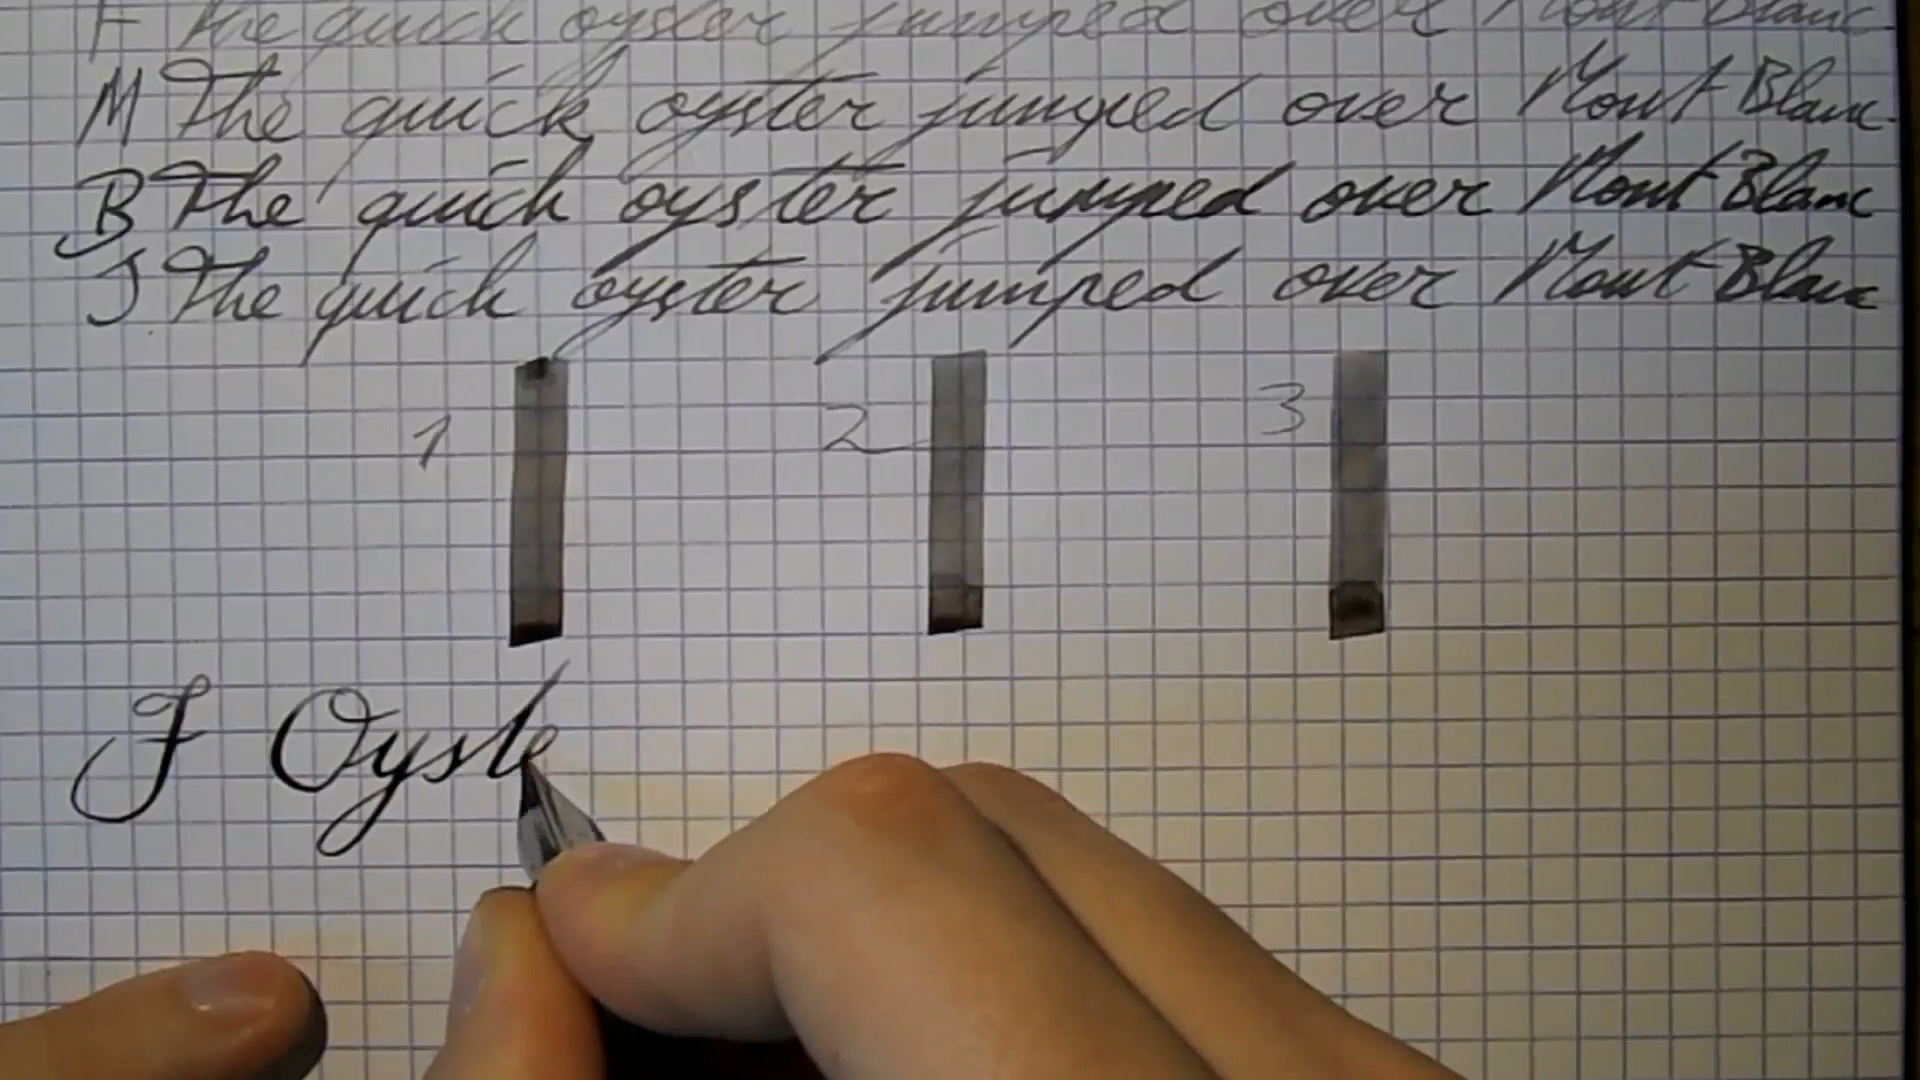 F The quick oyster jumped over Mont Blanc
M The quick oyster jumped over Mont Blanc.
B The quick oyster jumped over Mont Blanc
J The quick oyster jumped over Mont Blanc
1 2 3
F Oyste